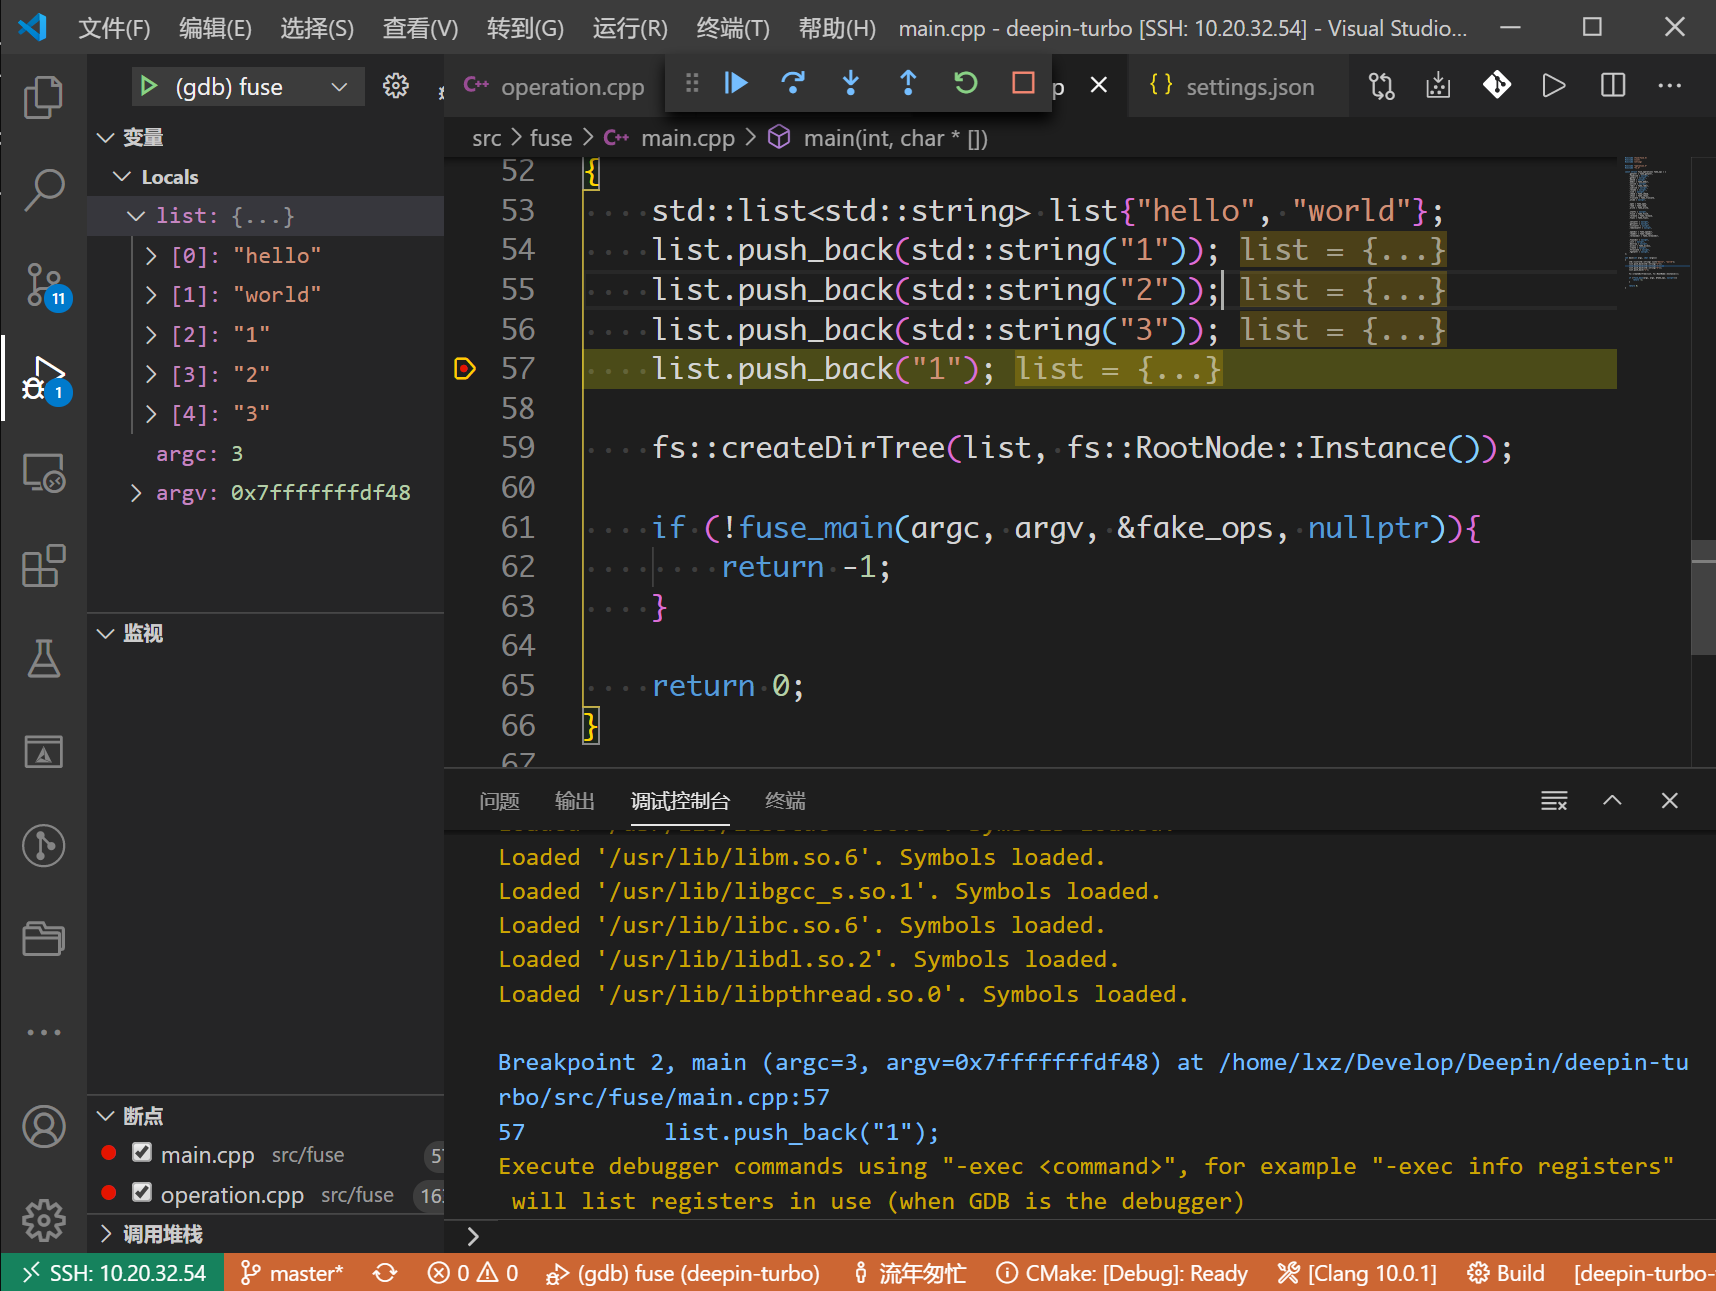 文件(F) 编辑(E) 选择(S) 查看(V) 转到(G) 运行(R) 终端(T) 帮助(H) main.cpp - deepin-turbo [SSH: 10.20.32.54] - Visual Studio...
(gdb) fuse
operation.cpp
p
{} settings.json
src > fuse > main.cpp > main(int, char * [])
变量
Locals
list: {...}
[0]: "hello"
[1]: "world"
[2]: "1"
[3]: "2"
[4]: "3"
argc: 3
argv: 0x7fffffffdf48
监视
断点
main.cpp src/fuse 57
operation.cpp src/fuse
调用堆栈
11
1
52 {
53 std::list<std::string> list{"hello", "world"};
54 list.push_back(std::string("1")); list = {...}
55 list.push_back(std::string("2")); list = {...}
56 list.push_back(std::string("3")); list = {...}
57 list.push_back("1"); list = {...}
58
59 fs::createDirTree(list, fs::RootNode::Instance());
60
61 if (!fuse_main(argc, argv, &fake_ops, nullptr)){
62 return -1;
63 }
64
65 return 0;
66 }
67
问题 输出 调试控制台 终端
Loaded '/usr/lib/libm.so.6'. Symbols loaded.
Loaded '/usr/lib/libgcc_s.so.1'. Symbols loaded.
Loaded '/usr/lib/libc.so.6'. Symbols loaded.
Loaded '/usr/lib/libdl.so.2'. Symbols loaded.
Loaded '/usr/lib/libpthread.so.0'. Symbols loaded.
Breakpoint 2, main (argc=3, argv=0x7fffffffdf48) at /home/lxz/Develop/Deepin/deepin-tu
rbo/src/fuse/main.cpp:57
57 list.push_back("1");
Execute debugger commands using "-exec <command>", for example "-exec info registers"
will list registers in use (when GDB is the debugger)
SSH: 10.20.32.54 master* 0 0 (gdb) fuse (deepin-turbo) 流年匆忙 CMake: [Debug]: Ready [Clang 10.0.1] Build [deepin-turbo-